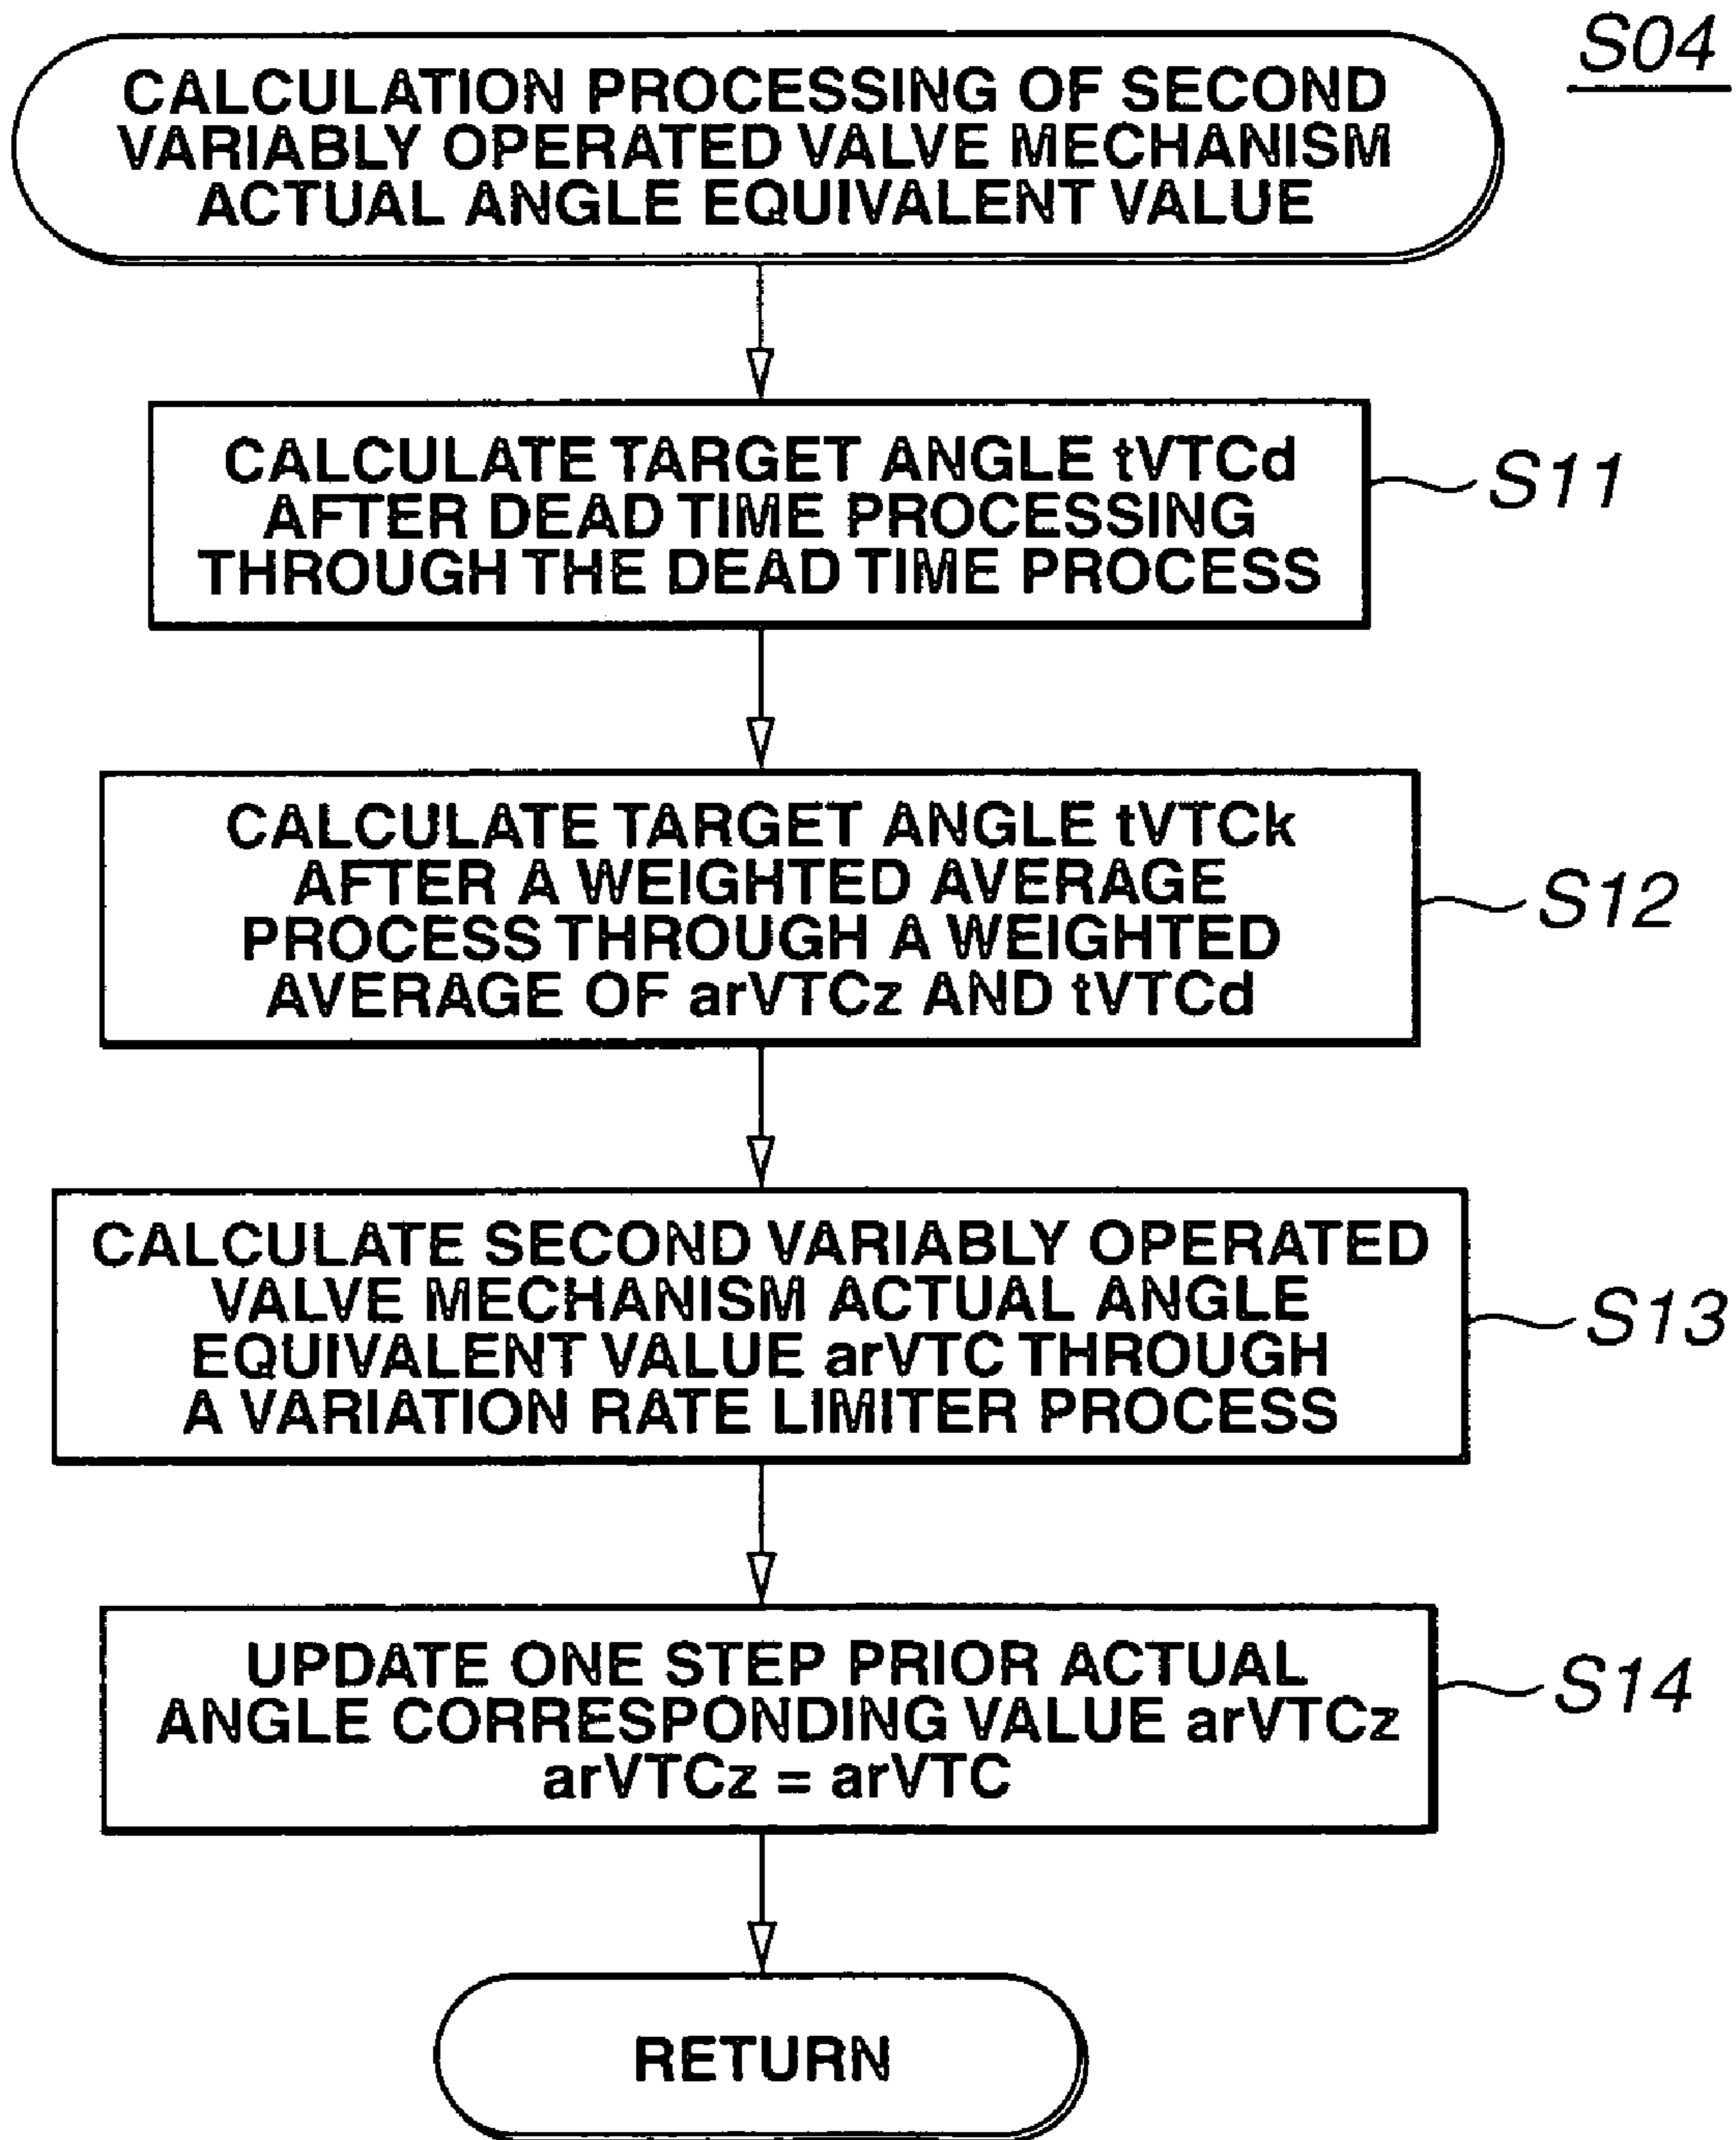 S04
CALCULATION PROCESSING OF SECOND
VARIABLY OPERATED VALVE MECHANISM
ACTUAL ANGLE EQUIVALENT VALUE
CALCULATE TARGET ANGLE tVTCd
AFTER DEAD TIME PROCESSING
THROUGH THE DEAD TIME PROCESS
S11
CALCULATE TARGET ANGLE tVTCk
AFTER A WEIGHTED AVERAGE
PROCESS THROUGH A WEIGHTED
AVERAGE OF arVTCz AND tVTCd
S12
CALCULATE SECOND VARIABLY OPERATED
VALVE MECHANISM ACTUAL ANGLE
EQUIVALENT VALUE arVTC THROUGH
A VARIATION RATE LIMITER PROCESS
S13
UPDATE ONE STEP PRIOR ACTUAL
ANGLE CORRESPONDING VALUE arVTCz
arVTCz = arVTC
S14
RETURN